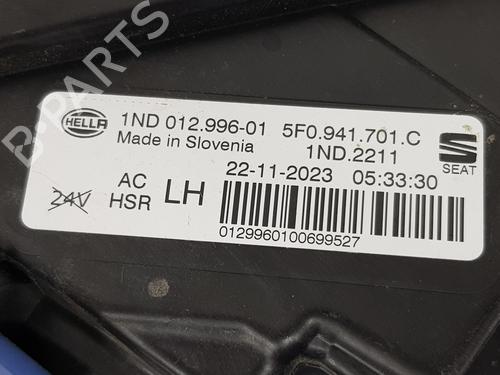 HELLA 1ND 012.996-01 5F0.941.701.C
Made in Slovenia 1ND.2211
SEAT
22-11-2023 05:33:30
24V AC HSR LH
0129960100699527
B-PARTS